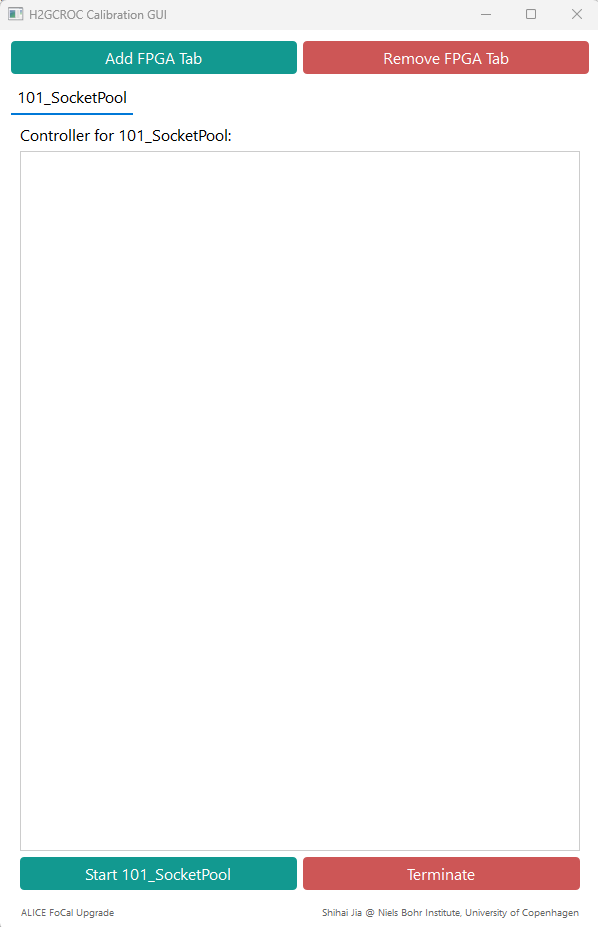 H2GCROC Calibration GUI
Add FPGA Tab
Remove FPGA Tab
101_SocketPool
Controller for 101_SocketPool:
Start 101_SocketPool
Terminate
ALICE FoCal Upgrade
Shihai Jia @ Niels Bohr Institute, University of Copenhagen